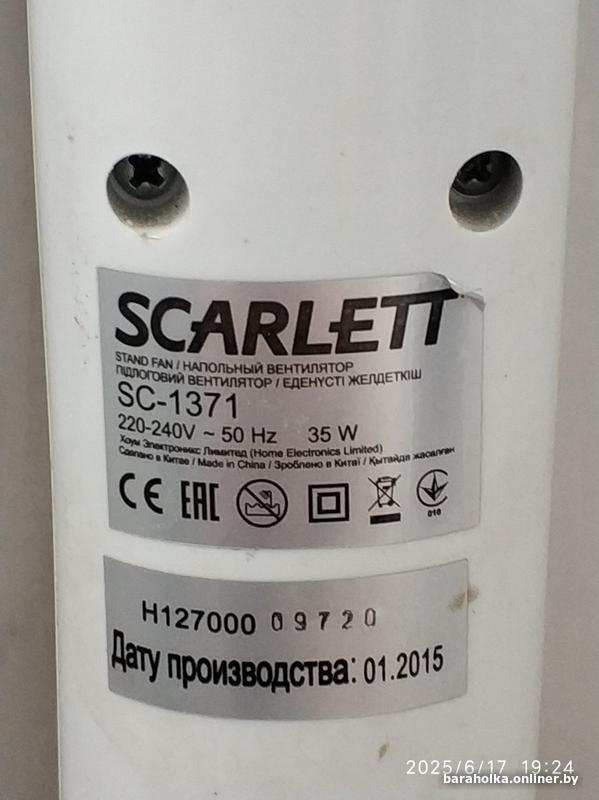 SCARLETT
STAND FAN / НАПОЛЬНЫЙ ВЕНТИЛЯТОР
ПІДЛОГОВИЙ ВЕНТИЛЯТОР / ЕДЕНҮСТІ ЖЕЛДЕТКІШ
SC-1371
220-240V ~ 50 Hz 35 W
Хоум Электроникс Лимитед (Home Electronics Limited)
Сделано в Китае / Made in China / Зроблено в Китаї / Қытайда жасалған
CE EAC
010
H127000 09720
Дату производства: 01.2015
2025/6/17 19:24
baraholka.onliner.by